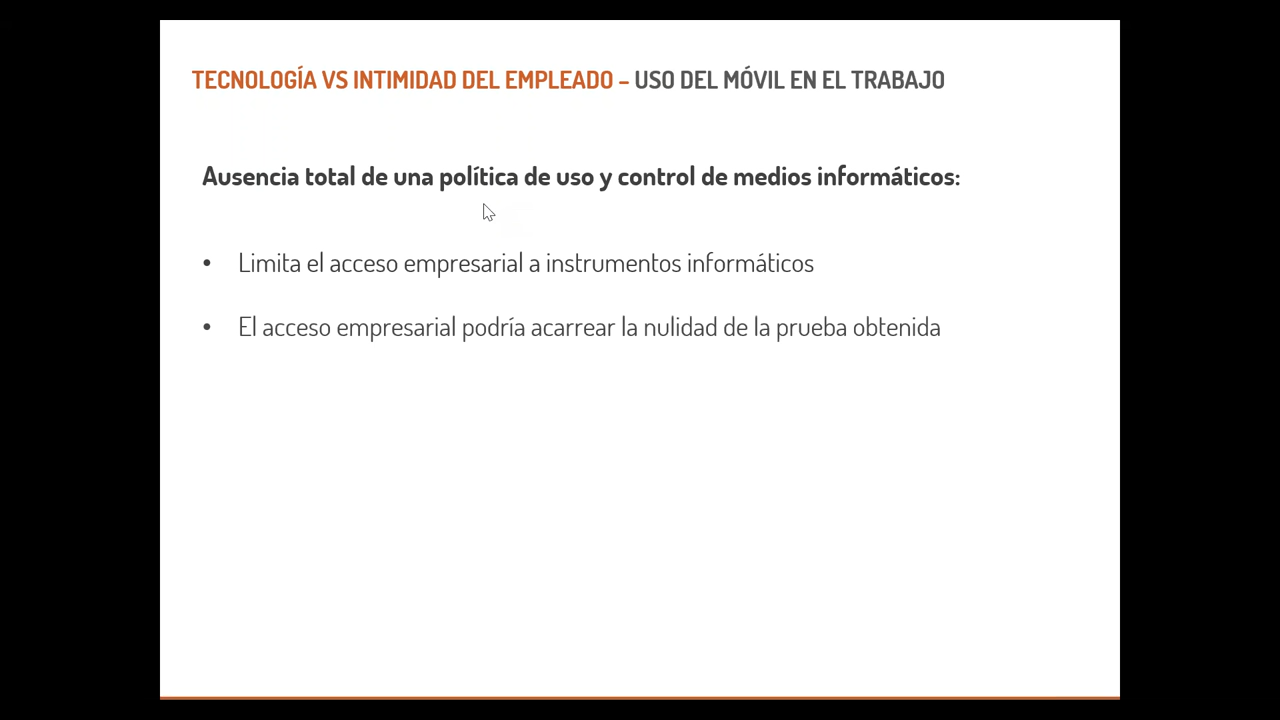 TECNOLOGÍA VS INTIMIDAD DEL EMPLEADO – USO DEL MÓVIL EN EL TRABAJO
Ausencia total de una política de uso y control de medios informáticos:
• Limita el acceso empresarial a instrumentos informáticos
• El acceso empresarial podría acarrear la nulidad de la prueba obtenida